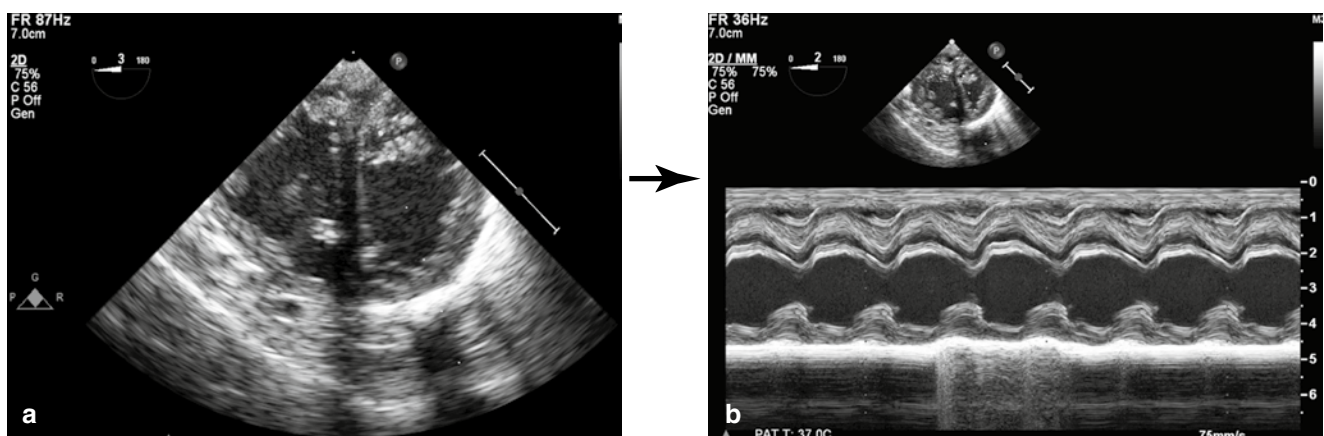 FR 87Hz
7.0cm
2D
75%
C 56
P Off
Gen
0 3 180
P
G
P R
a
FR 36Hz
7.0cm
2D / MM
75% 75%
C 56
P Off
Gen
0 2 180
P
0
1
2
3
4
5
6
PAT T: 37.0C
75mm/s
b